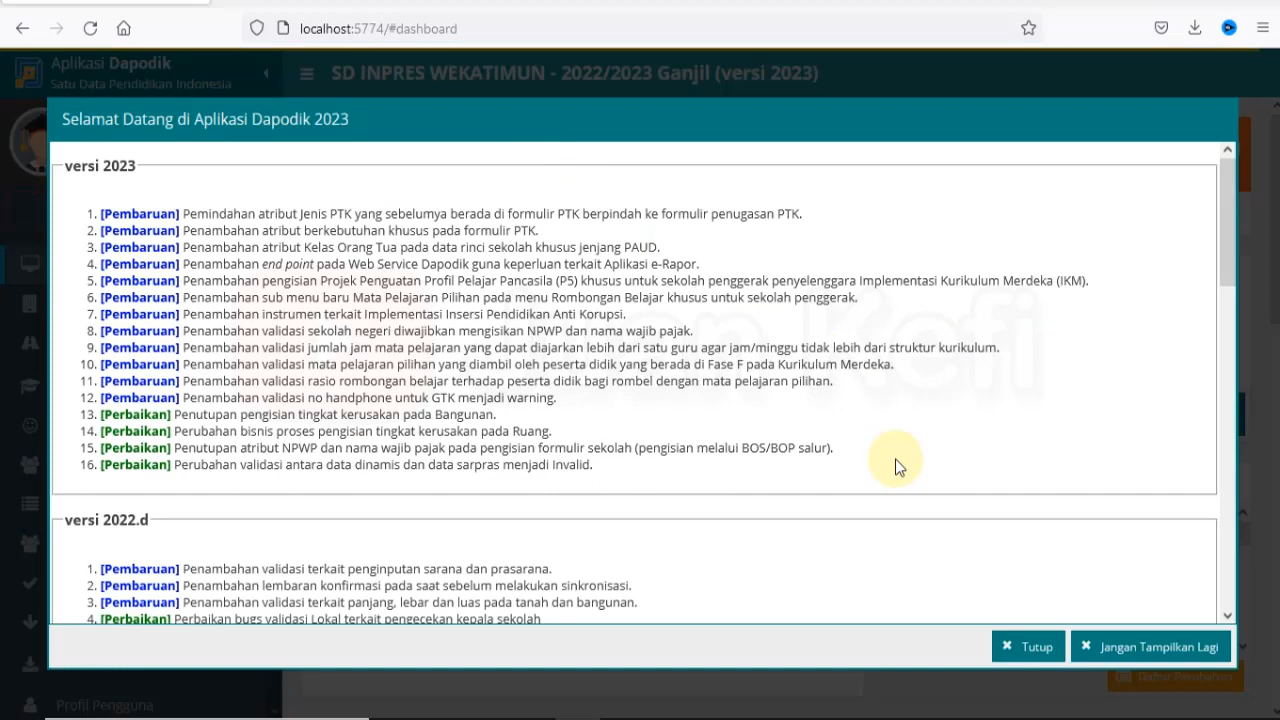 localhost:5774/#dashboard
Aplikasi Dapodik
Satu Data Pendidikan Indonesia
SD INPRES WEKATIMUN - 2022/2023 Ganjil (versi 2023)
Selamat Datang di Aplikasi Dapodik 2023
versi 2023
1. [Pembaruan] Pemindahan atribut Jenis PTK yang sebelumya berada di formulir PTK berpindah ke formulir penugasan PTK.
2. [Pembaruan] Penambahan atribut berkebutuhan khusus pada formulir PTK.
3. [Pembaruan] Penambahan atribut Kelas Orang Tua pada data rinci sekolah khusus jenjang PAUD.
4. [Pembaruan] Penambahan end point pada Web Service Dapodik guna keperluan terkait Aplikasi e-Rapor.
5. [Pembaruan] Penambahan pengisian Projek Penguatan Profil Pelajar Pancasila (P5) khusus untuk sekolah penggerak penyelenggara Implementasi Kurikulum Merdeka (IKM).
6. [Pembaruan] Penambahan sub menu baru Mata Pelajaran Pilihan pada menu Rombongan Belajar khusus untuk sekolah penggerak.
7. [Pembaruan] Penambahan instrumen terkait Implementasi Insersi Pendidikan Anti Korupsi.
8. [Pembaruan] Penambahan validasi sekolah negeri diwajibkan mengisikan NPWP dan nama wajib pajak.
9. [Pembaruan] Penambahan validasi jumlah jam mata pelajaran yang dapat diajarkan lebih dari satu guru agar jam/minggu tidak lebih dari struktur kurikulum.
10. [Pembaruan] Penambahan validasi mata pelajaran pilihan yang diambil oleh peserta didik yang berada di Fase F pada Kurikulum Merdeka.
11. [Pembaruan] Penambahan validasi rasio rombongan belajar terhadap peserta didik bagi rombel dengan mata pelajaran pilihan.
12. [Pembaruan] Penambahan validasi no handphone untuk GTK menjadi warning.
13. [Perbaikan] Penutupan pengisian tingkat kerusakan pada Bangunan.
14. [Perbaikan] Perubahan bisnis proses pengisian tingkat kerusakan pada Ruang.
15. [Perbaikan] Penutupan atribut NPWP dan nama wajib pajak pada pengisian formulir sekolah (pengisian melalui BOS/BOP salur).
16. [Perbaikan] Perubahan validasi antara data dinamis dan data sarpras menjadi Invalid.
versi 2022.d
1. [Pembaruan] Penambahan validasi terkait penginputan sarana dan prasarana.
2. [Pembaruan] Penambahan lembaran konfirmasi pada saat sebelum melakukan sinkronisasi.
3. [Pembaruan] Penambahan validasi terkait panjang, lebar dan luas pada tanah dan bangunan.
4. [Perbaikan] Perbaikan bugs validasi Lokal terkait pengecekan kepala sekolah
Tutup
Jangan Tampilkan Lagi
Daftar Perubahan
Profil Pengguna